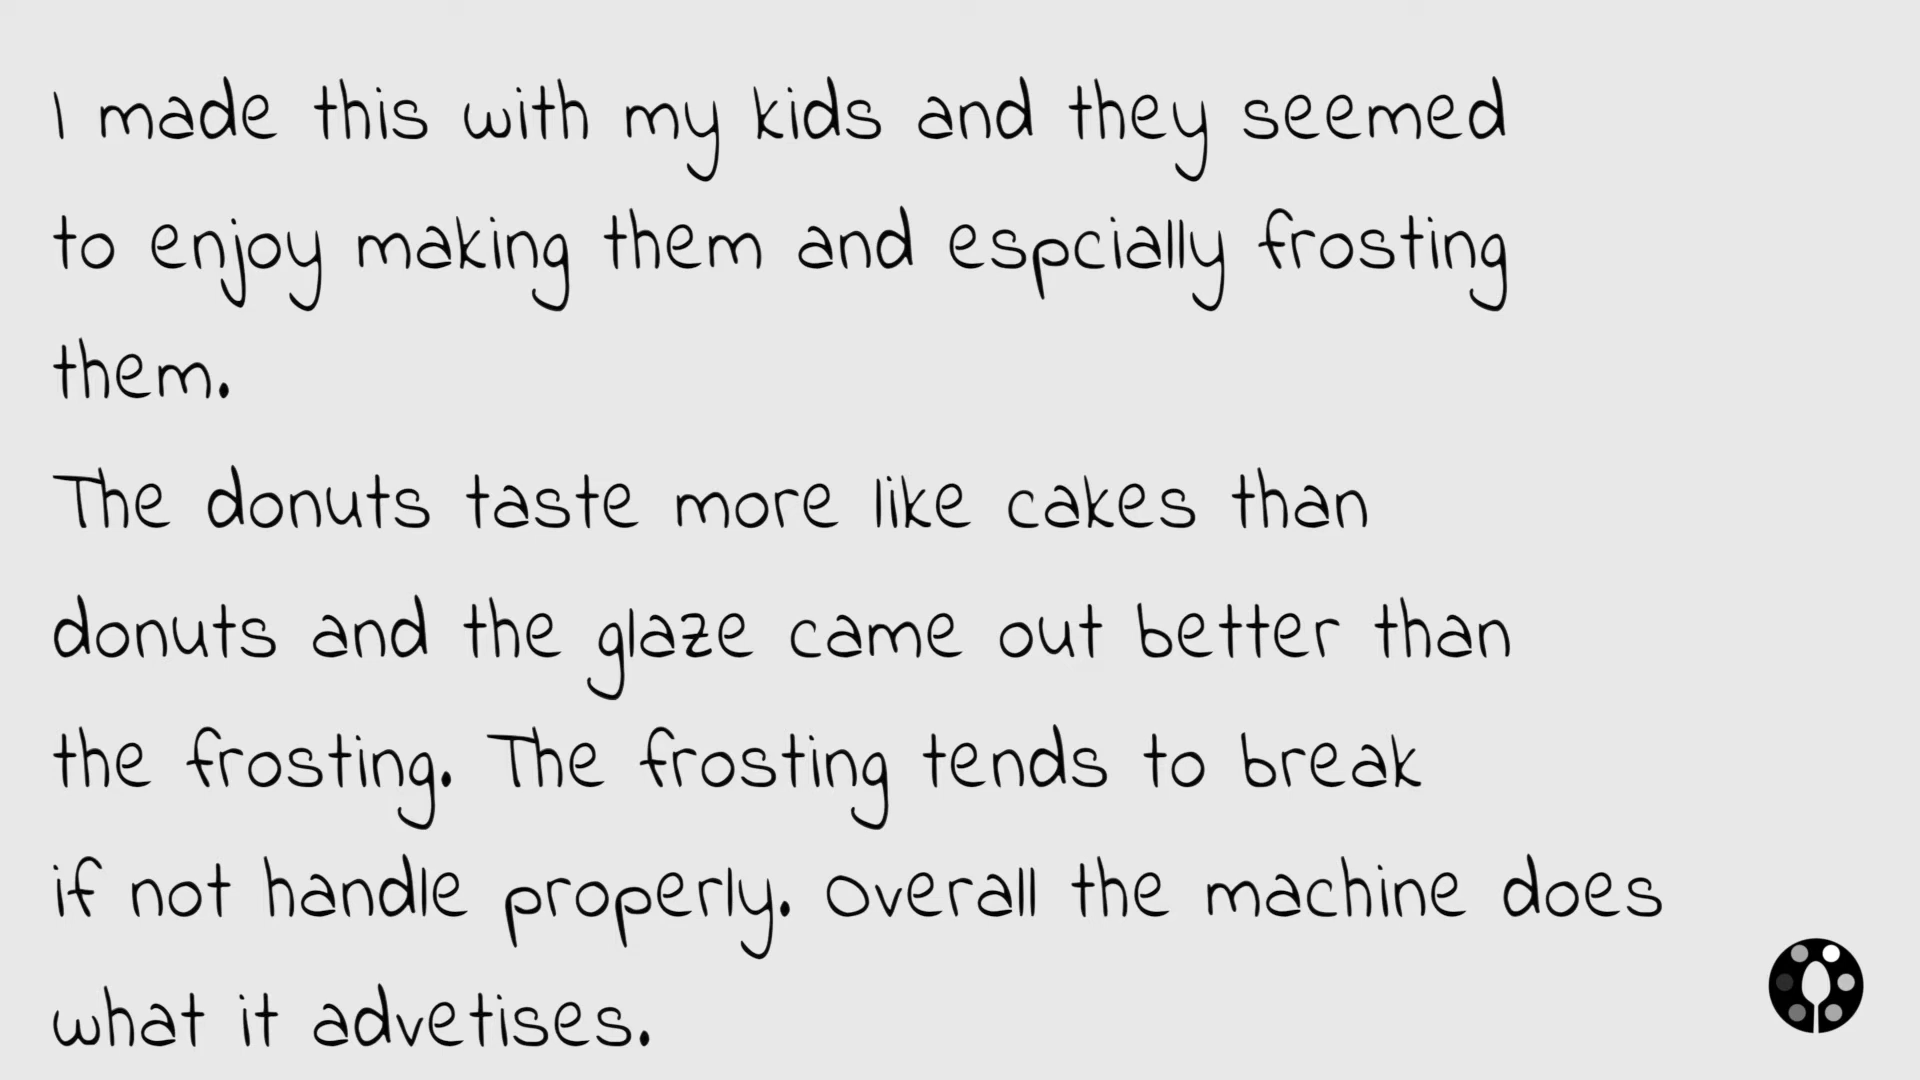 I made this with my kids and they seemed
to enjoy making them and espcially frosting
them.
The donuts taste more like cakes than
donuts and the glaze came out better than
the frosting. The frosting tends to break
if not handle properly. Overall the machine does
what it advetises.